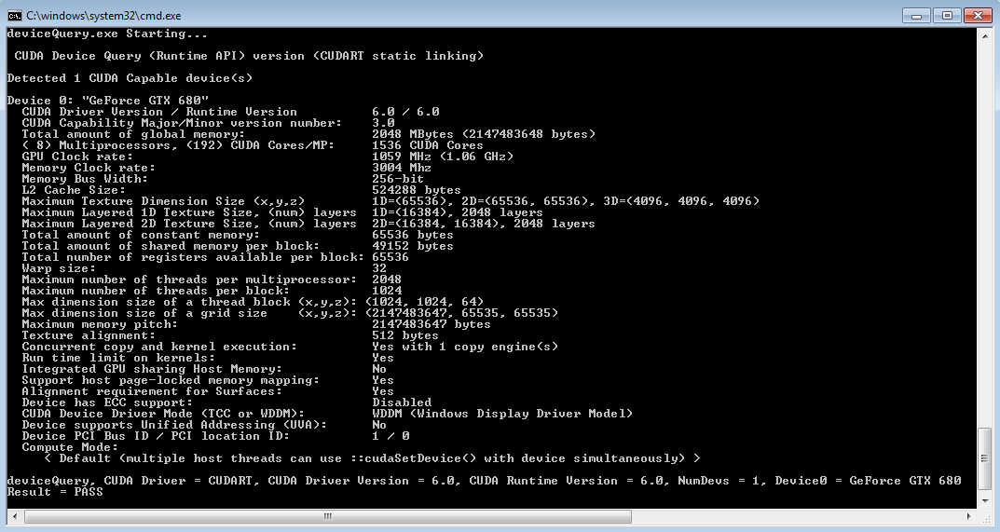 C:\windows\system32\cmd.exe
deviceQuery.exe Starting...
CUDA Device Query (Runtime API) version (CUDART static linking)
Detected 1 CUDA Capable device(s)
Device 0: "GeForce GTX 680"
CUDA Driver Version / Runtime Version 6.0 / 6.0
CUDA Capability Major/Minor version number: 3.0
Total amount of global memory: 2048 MBytes (2147483648 bytes)
( 8) Multiprocessors, (192) CUDA Cores/MP: 1536 CUDA Cores
GPU Clock rate: 1059 MHz (1.06 GHz)
Memory Clock rate: 3004 Mhz
Memory Bus Width: 256-bit
L2 Cache Size: 524288 bytes
Maximum Texture Dimension Size (x,y,z) 1D=(65536), 2D=(65536, 65536), 3D=(4096, 4096, 4096)
Maximum Layered 1D Texture Size, (num) layers 1D=(16384), 2048 layers
Maximum Layered 2D Texture Size, (num) layers 2D=(16384, 16384), 2048 layers
Total amount of constant memory: 65536 bytes
Total amount of shared memory per block: 49152 bytes
Total number of registers available per block: 65536
Warp size: 32
Maximum number of threads per multiprocessor: 2048
Maximum number of threads per block: 1024
Max dimension size of a thread block (x,y,z): (1024, 1024, 64)
Max dimension size of a grid size (x,y,z): (2147483647, 65535, 65535)
Maximum memory pitch: 2147483647 bytes
Texture alignment: 512 bytes
Concurrent copy and kernel execution: Yes with 1 copy engine(s)
Run time limit on kernels: Yes
Integrated GPU sharing Host Memory: No
Support host page-locked memory mapping: Yes
Alignment requirement for Surfaces: Yes
Device has ECC support: Disabled
CUDA Device Driver Mode (TCC or WDDM): WDDM (Windows Display Driver Model)
Device supports Unified Addressing (UVA): No
Device PCI Bus ID / PCI location ID: 1 / 0
Compute Mode:
< Default (multiple host threads can use ::cudaSetDevice() with device simultaneously) >
deviceQuery, CUDA Driver = CUDART, CUDA Driver Version = 6.0, CUDA Runtime Version = 6.0, NumDevs = 1, Device0 = GeForce GTX 680
Result = PASS